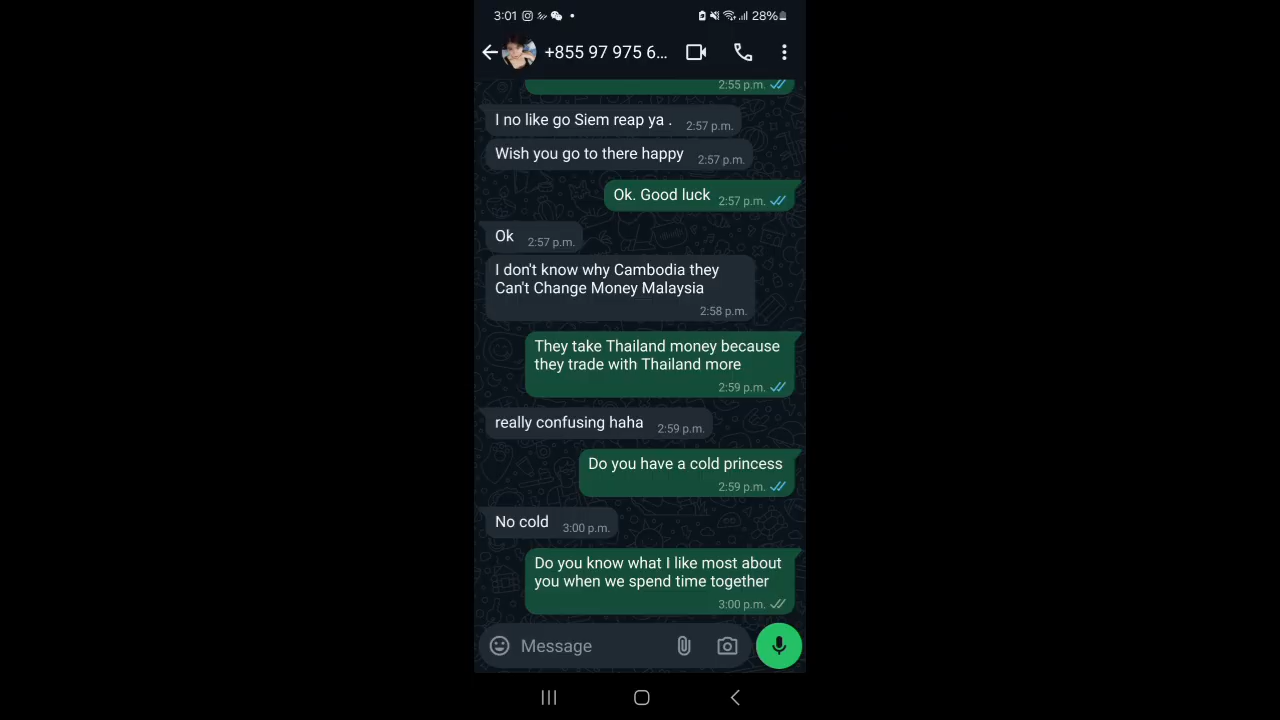 3:01
28%
+855 97 975 6...
2:55 p.m.
I no like go Siem reap ya . 2:57 p.m.
Wish you go to there happy 2:57 p.m.
Ok. Good luck 2:57 p.m.
Ok 2:57 p.m.
I don't know why Cambodia they
Can't Change Money Malaysia
2:58 p.m.
They take Thailand money because
they trade with Thailand more
2:59 p.m.
really confusing haha 2:59 p.m.
Do you have a cold princess
2:59 p.m.
No cold 3:00 p.m.
Do you know what I like most about
you when we spend time together
3:00 p.m.
Message